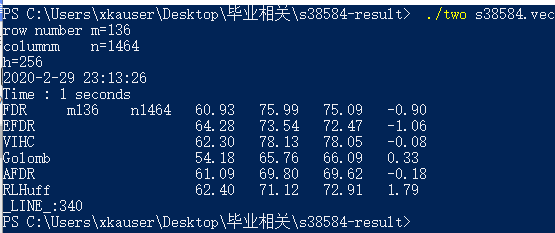 PS C:\Users\xkauser\Desktop\毕业相关\s38584-result> ./two s38584.vec
row number m=136
columnm n=1464
h=256
2020-2-29 23:13:26
Time : 1 seconds
FDR m136 n1464 60.93 75.99 75.09 -0.90
EFDR 64.28 73.54 72.47 -1.06
VIHC 62.30 78.13 78.05 -0.08
Golomb 54.18 65.76 66.09 0.33
AFDR 61.09 69.80 69.62 -0.18
RLHuff 62.40 71.12 72.91 1.79
_LINE_:340
PS C:\Users\xkauser\Desktop\毕业相关\s38584-result>